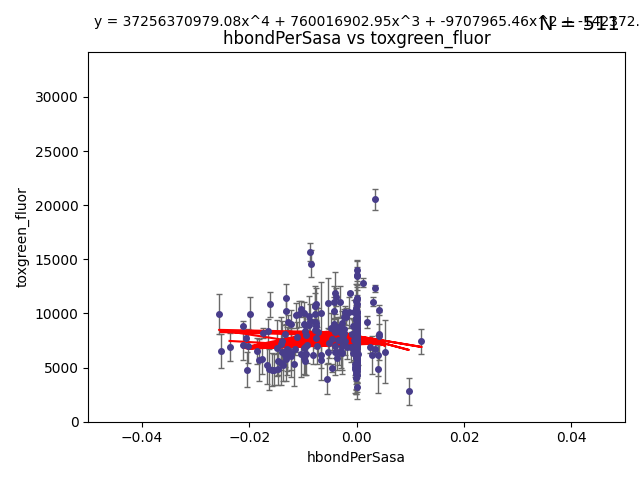 y = 37256370979.08x^4 + 760016902.95x^3 + -9707965.46x^2 +
N = 511
hbondPerSasa vs toxgreen_fluor
30000
25000
20000
15000
10000
5000
0
toxgreen_fluor
-0.04
-0.02
0.00
0.02
0.04
hbondPerSasa